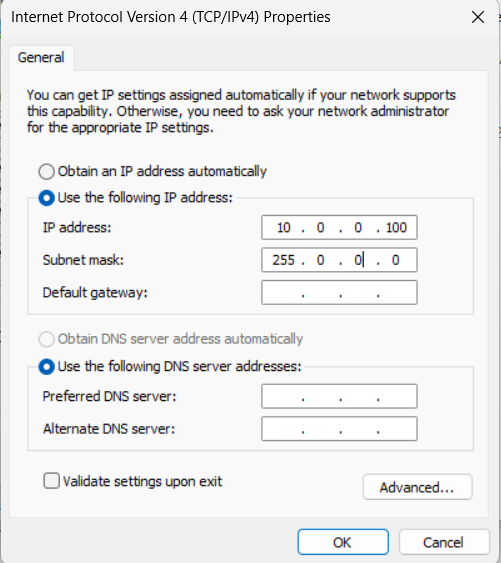 Internet Protocol Version 4 (TCP/IPv4) Properties
General
You can get IP settings assigned automatically if your network supports
this capability. Otherwise, you need to ask your network administrator
for the appropriate IP settings.
Obtain an IP address automatically
Use the following IP address:
IP address: 10 . 0 . 0 . 100
Subnet mask: 255 . 0 . 0 . 0
Default gateway: . . .
Obtain DNS server address automatically
Use the following DNS server addresses:
Preferred DNS server: . . .
Alternate DNS server: . . .
Validate settings upon exit
Advanced...
OK Cancel